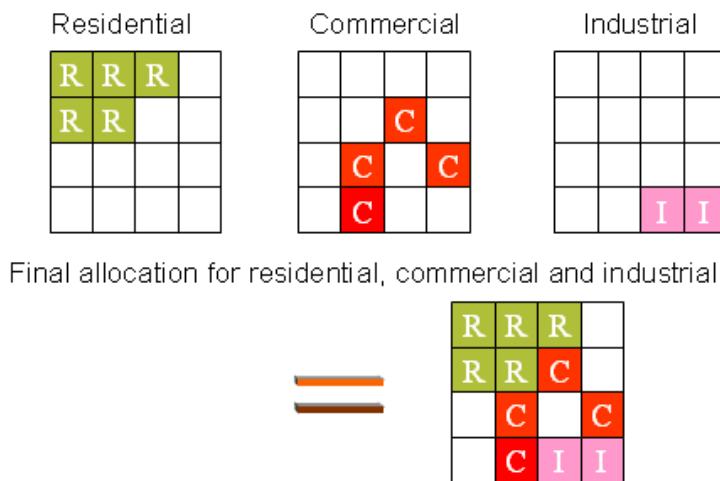 Residential Commercial Industrial
R R R
R R C
C C
C I I
Final allocation for residential, commercial and industrial
R R R
R R C
C C
C I I